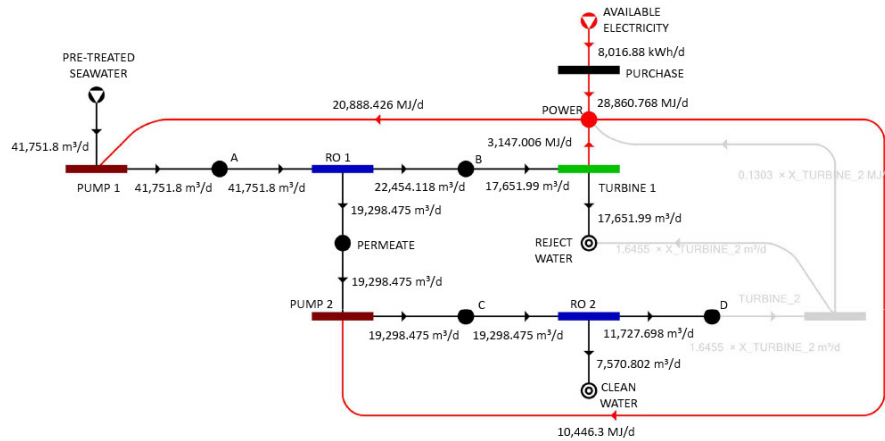 AVAILABLE
ELECTRICITY
8,016.88 kWh/d
PRE-TREATED
SEAWATER
PURCHASE
20,888.426 MJ/d
POWER
28,860.768 MJ/d
41,751.8 m³/d
3,147.006 MJ/d
A
RO 1
B
PUMP 1
41,751.8 m³/d
41,751.8 m³/d
22,454.118 m³/d
17,651.99 m³/d
TURBINE 1
0.1303 × X_TURBINE_2 MJ/
19,298.475 m³/d
17,651.99 m³/d
PERMEATE
REJECT
WATER
1.6455 × X_TURBINE_2 m³/d
19,298.475 m³/d
PUMP 2
C
RO 2
D
TURBINE_2
19,298.475 m³/d
19,298.475 m³/d
11,727.698 m³/d
1.6455 × X_TURBINE_2 m³/d
7,570.802 m³/d
CLEAN
WATER
10,446.3 MJ/d